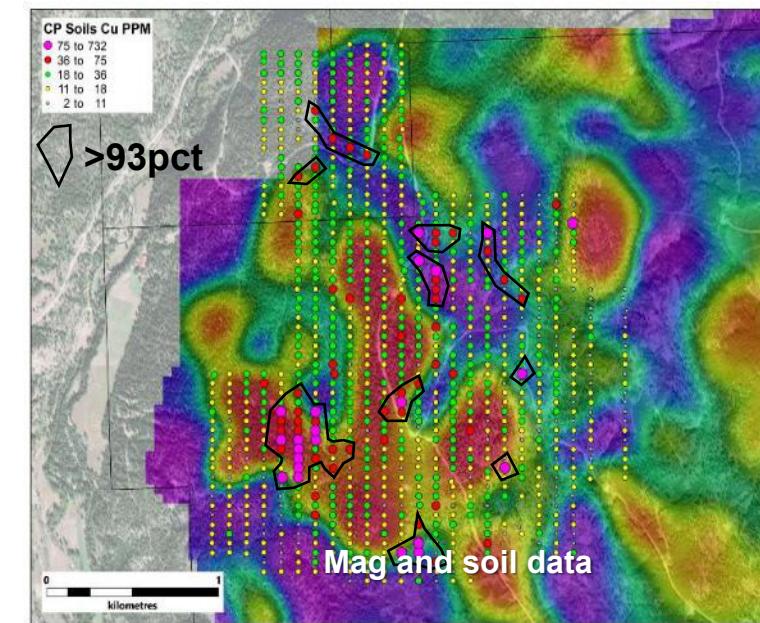 CP Soils Cu PPM
75 to 732
36 to 75
18 to 36
11 to 18
2 to 11
>93pct
Mag and soil data
0 1
kilometres